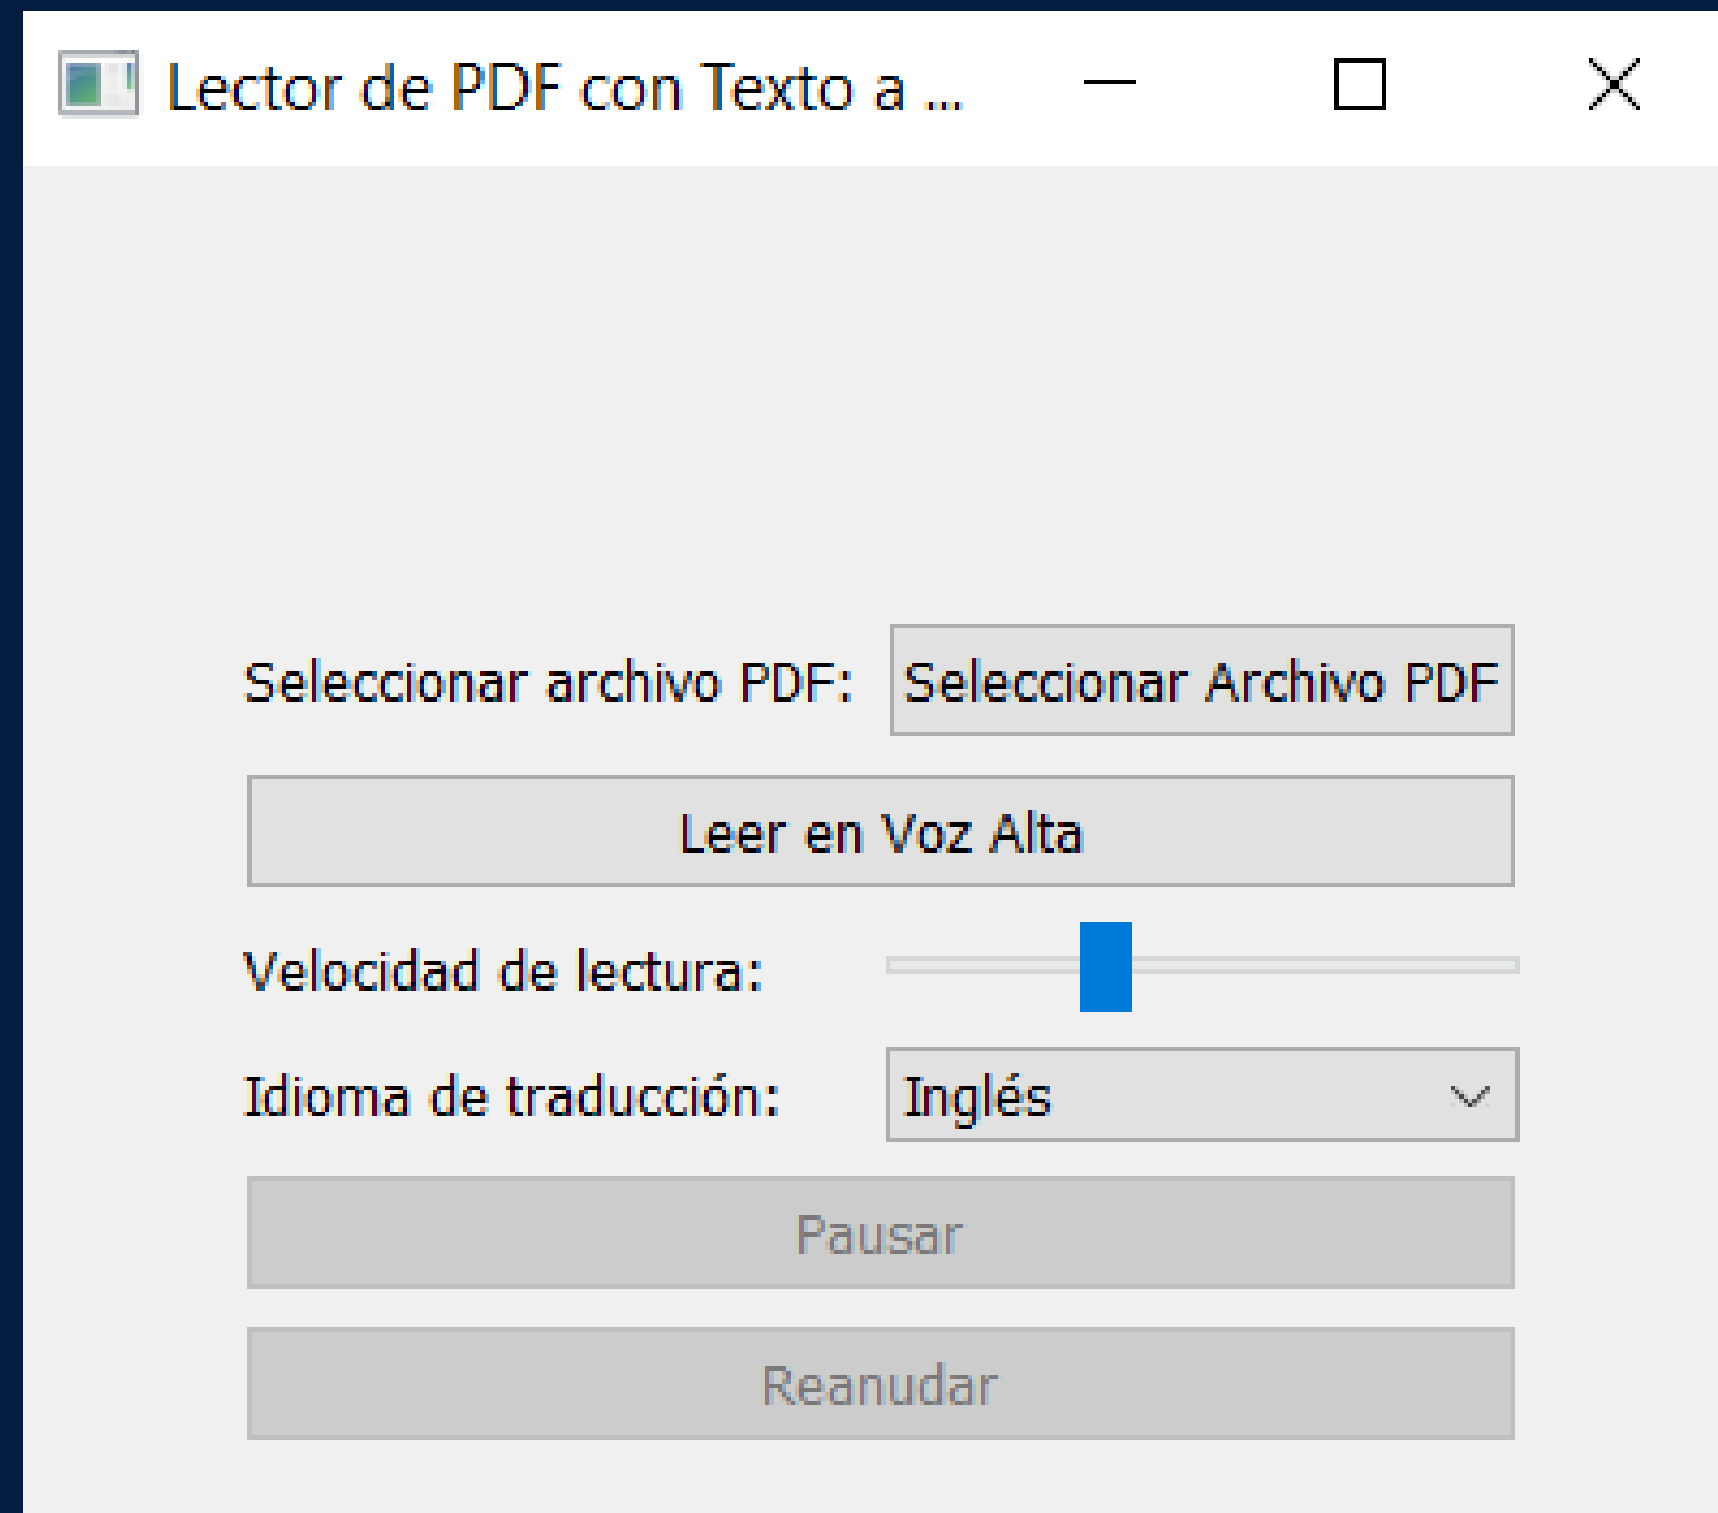 Lector de PDF con Texto a ...
Seleccionar archivo PDF: Seleccionar Archivo PDF
Leer en Voz Alta
Velocidad de lectura:
Idioma de traducción: Inglés
Pausar
Reanudar